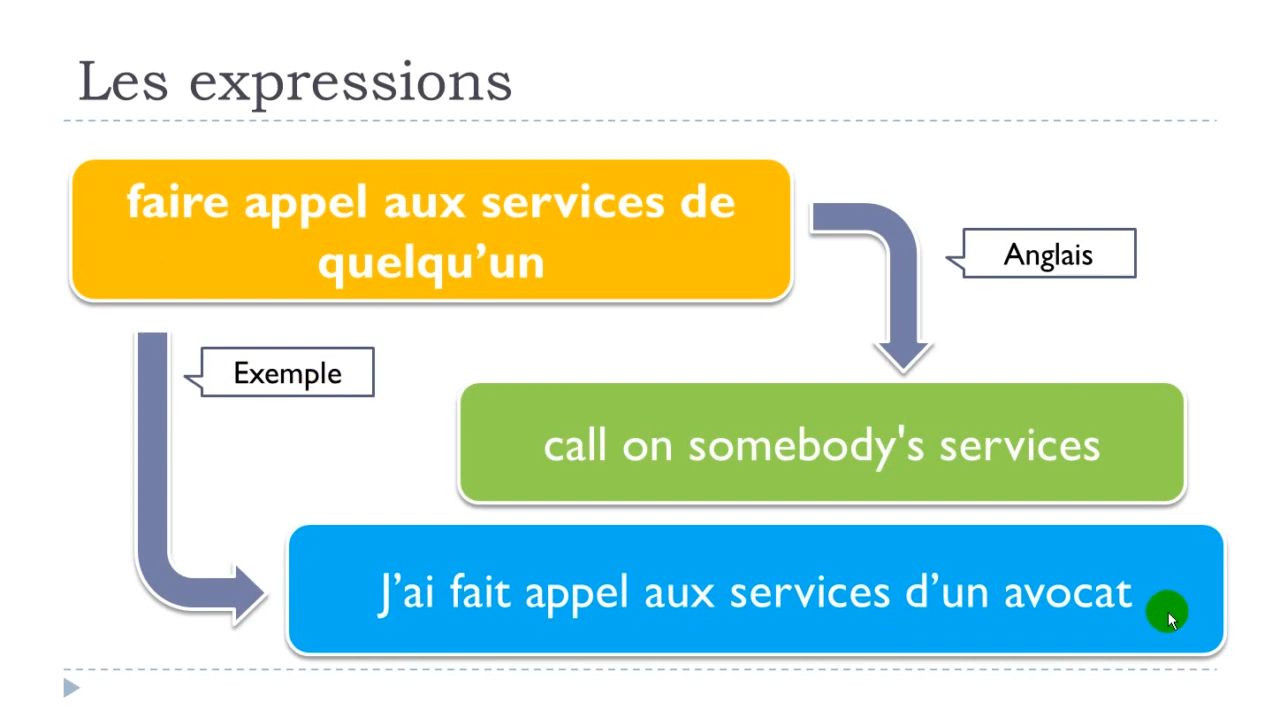 Les expressions
faire appel aux services de
quelqu’un
Anglais
Exemple
call on somebody's services
J’ai fait appel aux services d’un avocat